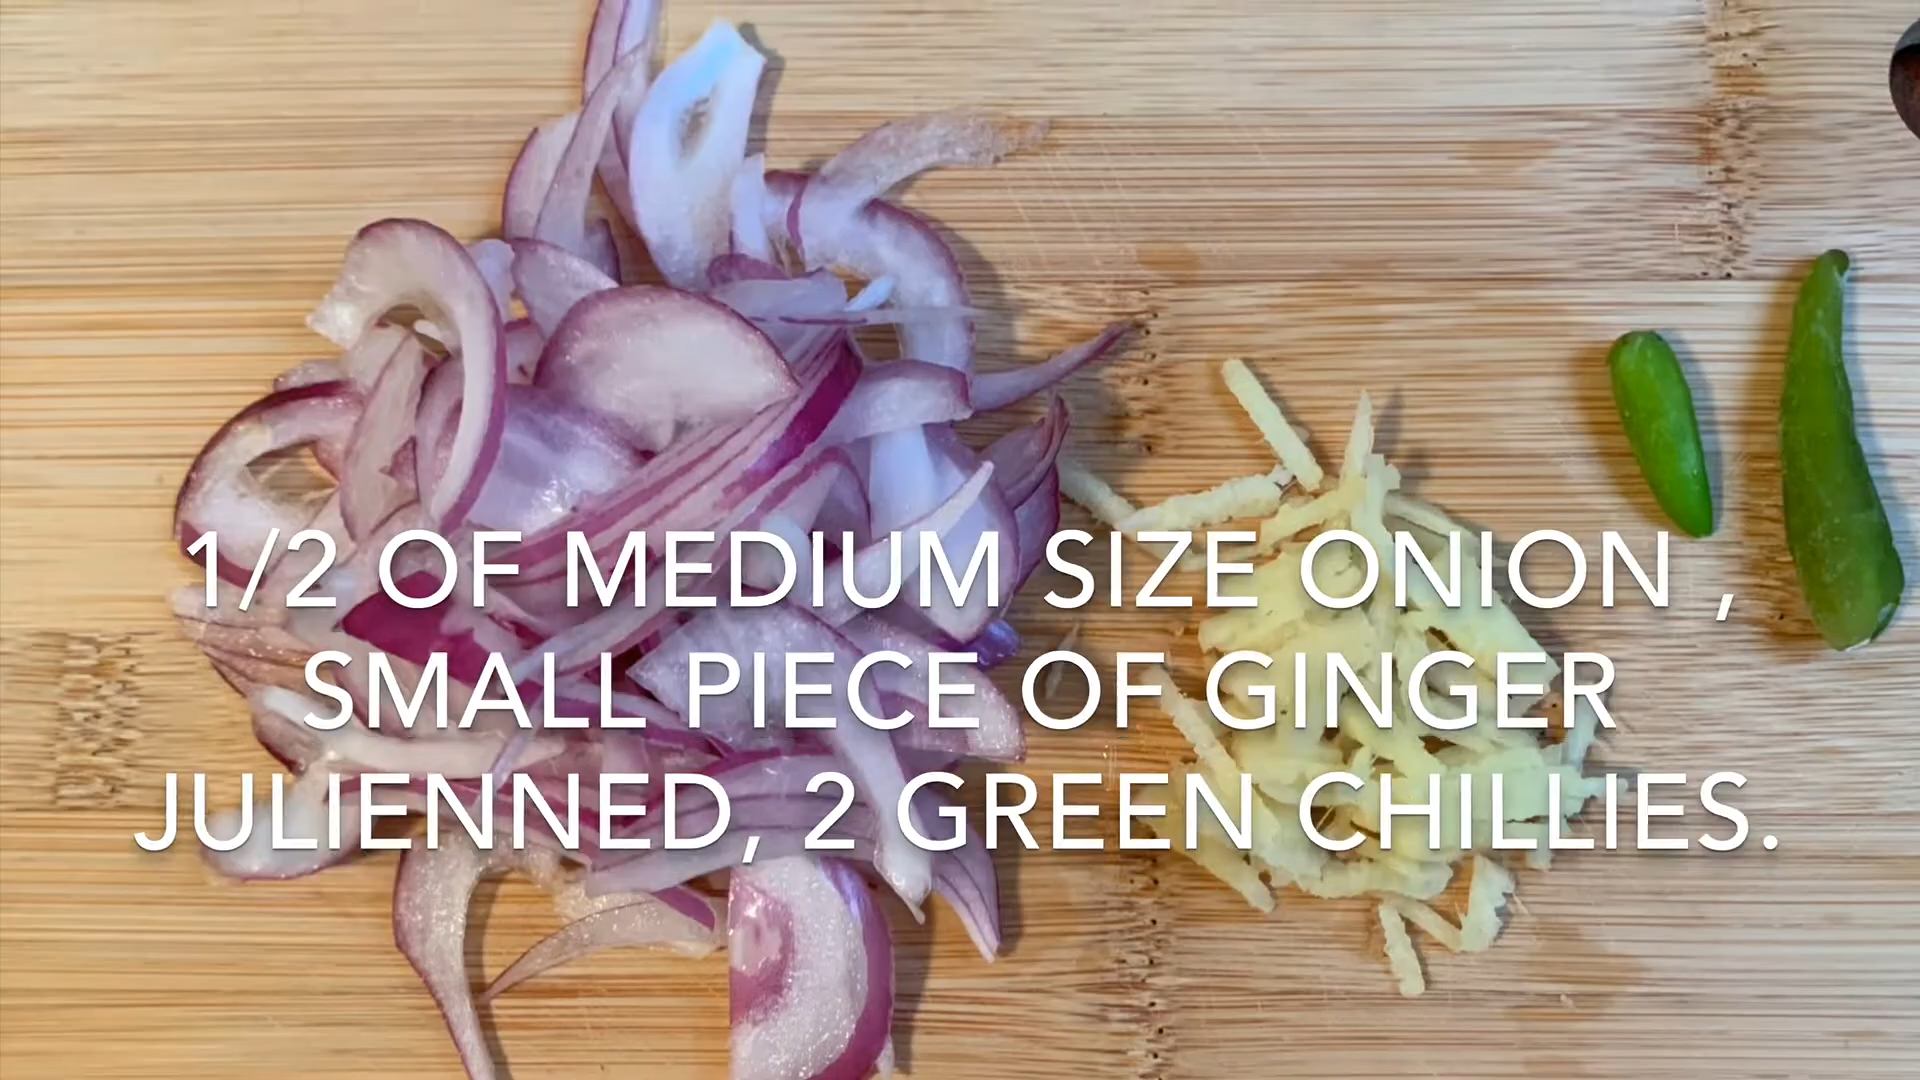 1/2 OF MEDIUM SIZE ONION ,
SMALL PIECE OF GINGER
JULIENNED, 2 GREEN CHILLIES.